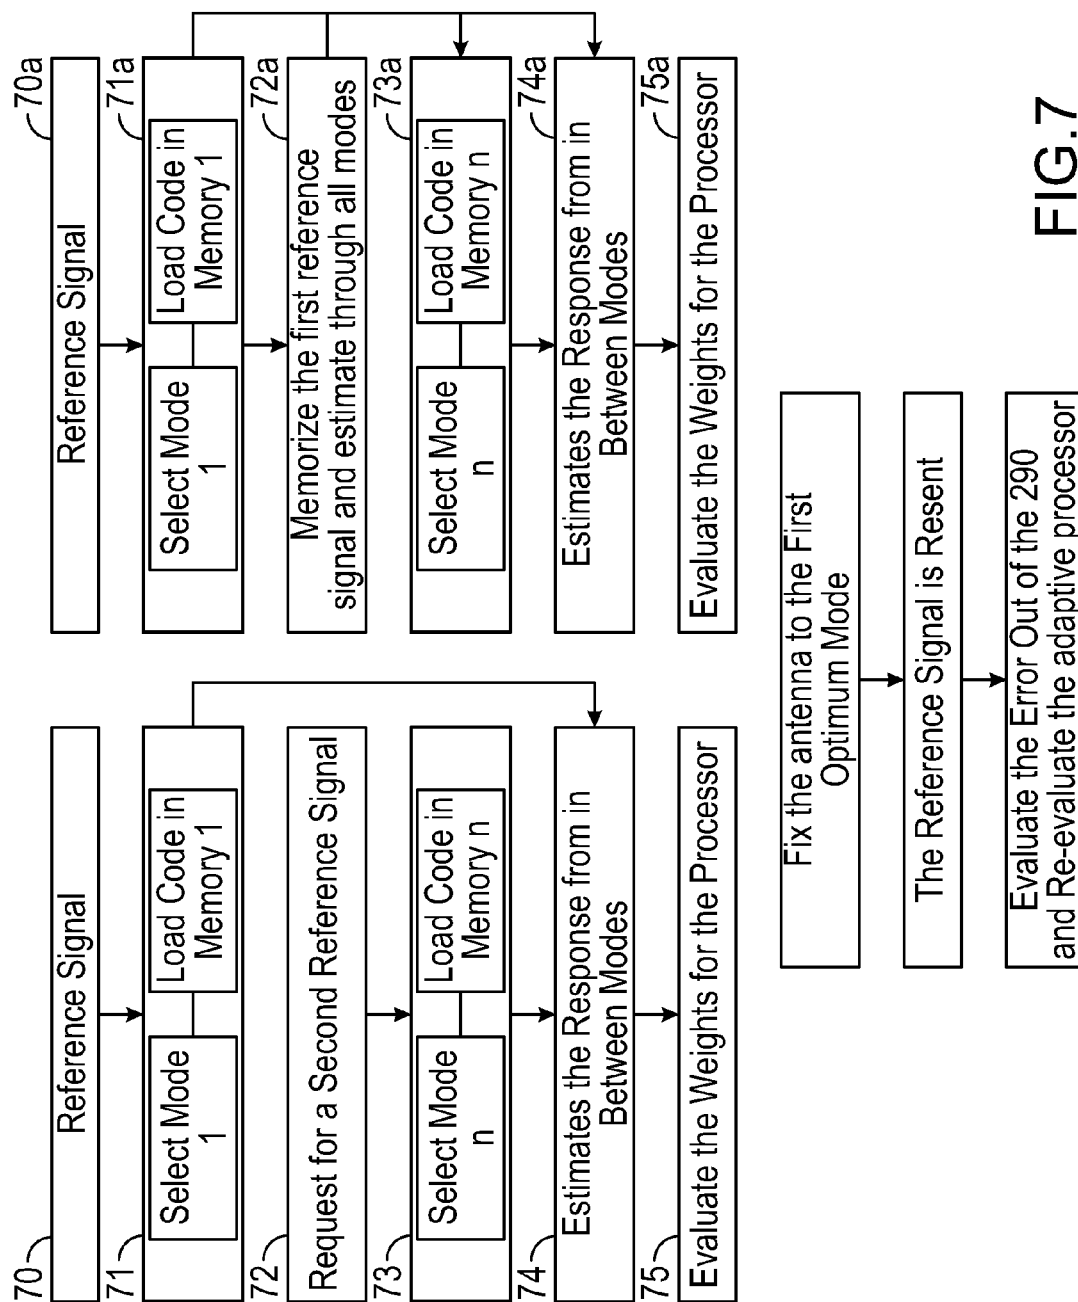 70
Reference Signal
71
Select Mode
1
Load Code in
Memory 1
72
Request for a Second Reference Signal
73
Select Mode
n
Load Code in
Memory n
74
Estimates the Response from in
Between Modes
75
Evaluate the Weights for the Processor
70a
Reference Signal
71a
Select Mode
1
Load Code in
Memory 1
72a
Memorize the first reference
signal and estimate through all modes
73a
Select Mode
n
Load Code in
Memory n
74a
Estimates the Response from in
Between Modes
75a
Evaluate the Weights for the Processor
Fix the antenna to the First
Optimum Mode
The Reference Signal is Resent
Evaluate the Error Out of the 290
and Re-evaluate the adaptive processor
FIG.7